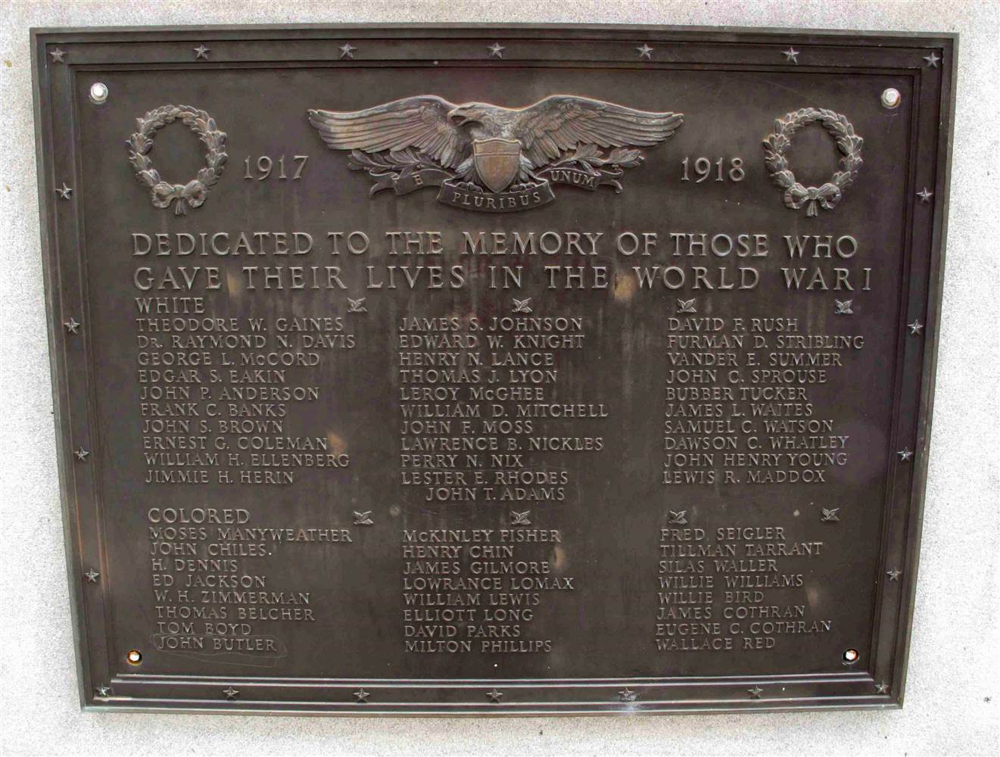 1917
E PLURIBUS UNUM
1918
DEDICATED TO THE MEMORY OF THOSE WHO
GAVE THEIR LIVES IN THE WORLD WAR I
WHITE
THEODORE W. GAINES
DR. RAYMOND N. DAVIS
GEORGE L. McCORD
EDGAR S. EAKIN
JOHN P. ANDERSON
FRANK C. BANKS
JOHN S. BROWN
ERNEST G. COLEMAN
WILLIAM H. ELLENBERG
JIMMIE H. HERIN
JAMES S. JOHNSON
EDWARD W. KNIGHT
HENRY N. LANCE
THOMAS J. LYON
LEROY McGHEE
WILLIAM D. MITCHELL
JOHN F. MOSS
LAWRENCE B. NICKLES
PERRY N. NIX
LESTER E. RHODES
JOHN T. ADAMS
DAVID F. RUSH
FURMAN D. STRIBLING
VANDER E. SUMMER
JOHN C. SPROUSE
BUBBER TUCKER
JAMES L. WAITES
SAMUEL C. WATSON
DAWSON C. WHATLEY
JOHN HENRY YOUNG
LEWIS R. MADDOX
COLORED
MOSES MANYWEATHER
JOHN CHILES
H. DENNIS
ED JACKSON
W. H. ZIMMERMAN
THOMAS BELCHER
TOM BOYD
JOHN BUTLER
McKINLEY FISHER
HENRY CHIN
JAMES GILMORE
LOWRANCE LOMAX
WILLIAM LEWIS
ELLIOTT LONG
DAVID PARKS
MILTON PHILLIPS
FRED SEIGLER
TILLMAN TARRANT
SILAS WALLER
WILLIE WILLIAMS
WILLIE BIRD
JAMES COTHRAN
EUGENE C. COTHRAN
WALLACE RED